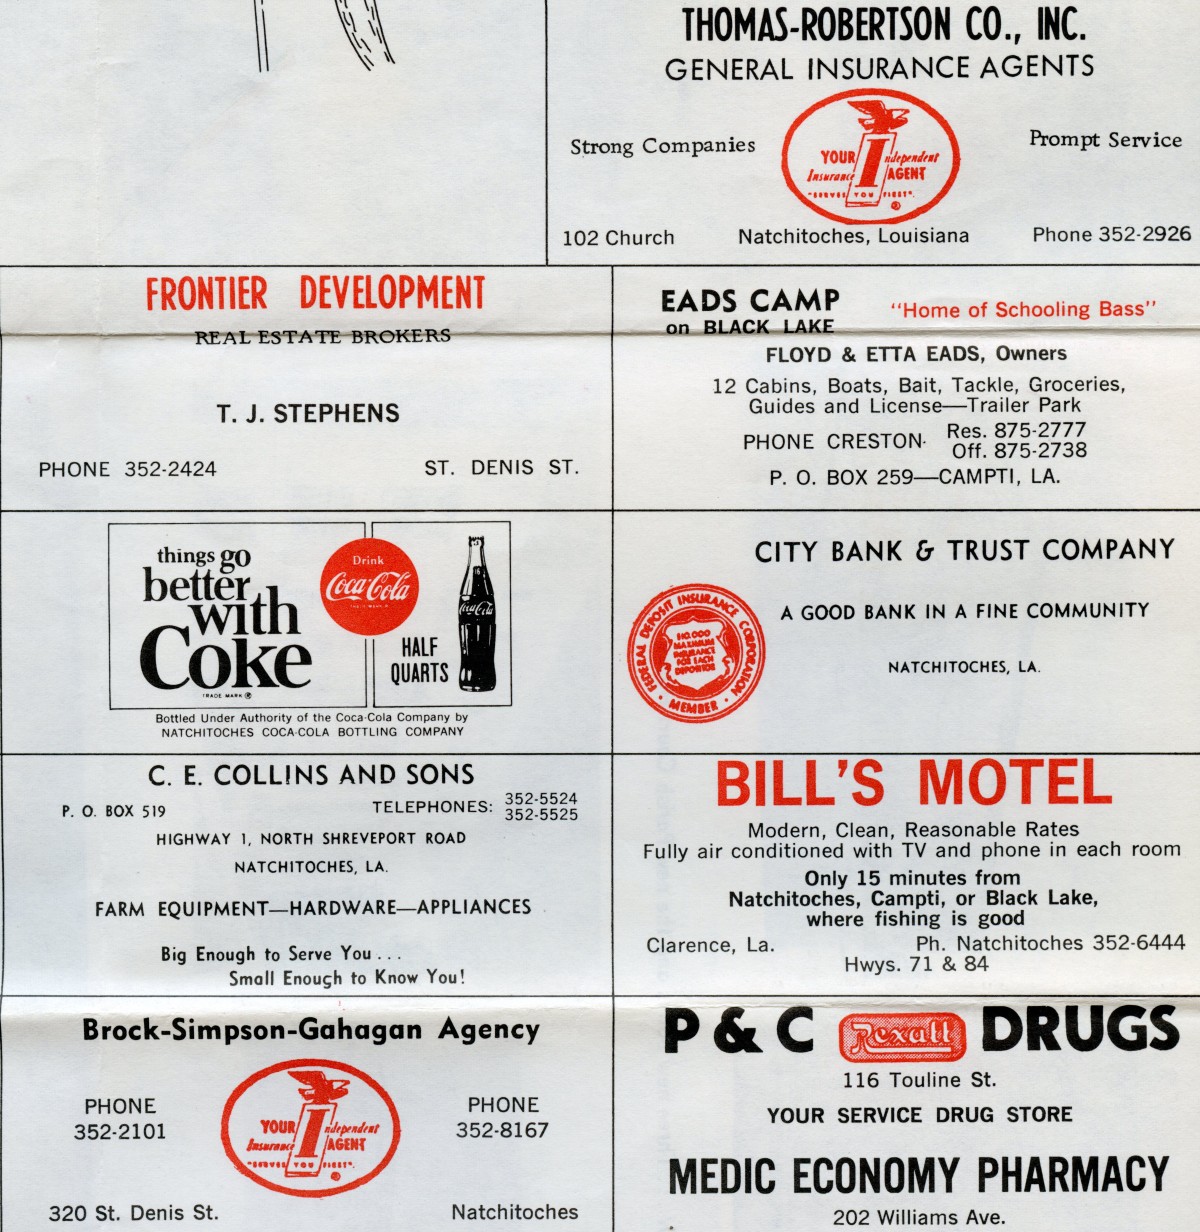 THOMAS-ROBERTSON CO., INC.
GENERAL INSURANCE AGENTS
Strong Companies
Prompt Service
YOUR Independent
Insurance AGENT
"SERVES YOU FIRST".
102 Church
Natchitoches, Louisiana
Phone 352-2926
FRONTIER DEVELOPMENT
REAL ESTATE BROKERS
T. J. STEPHENS
PHONE 352-2424
ST. DENIS ST.
EADS CAMP
on BLACK LAKE
"Home of Schooling Bass"
FLOYD & ETTA EADS, Owners
12 Cabins, Boats, Bait, Tackle, Groceries,
Guides and License—Trailer Park
PHONE CRESTON-
Res. 875-2777
Off. 875-2738
P. O. BOX 259—CAMPTI, LA.
things go
better
with
Coke
TRADE MARK ®
Drink
Coca-Cola
TRADE MARK ®
HALF
QUARTS
16
Coca-Cola
Bottled Under Authority of the Coca-Cola Company by
NATCHITOCHES COCA-COLA BOTTLING COMPANY
CITY BANK & TRUST COMPANY
A GOOD BANK IN A FINE COMMUNITY
NATCHITOCHES, LA.
FEDERAL DEPOSIT INSURANCE CORPORATION
$10,000
MAXIMUM
INSURANCE
FOR EACH
DEPOSITOR
MEMBER
C. E. COLLINS AND SONS
P. O. BOX 519
TELEPHONES:
352-5524
352-5525
HIGHWAY 1, NORTH SHREVEPORT ROAD
NATCHITOCHES, LA.
FARM EQUIPMENT—HARDWARE—APPLIANCES
Big Enough to Serve You . . .
Small Enough to Know You!
BILL'S MOTEL
Modern, Clean, Reasonable Rates
Fully air conditioned with TV and phone in each room
Only 15 minutes from
Natchitoches, Campti, or Black Lake,
where fishing is good
Clarence, La.
Ph. Natchitoches 352-6444
Hwys. 71 & 84
Brock-Simpson-Gahagan Agency
PHONE
352-2101
PHONE
352-8167
YOUR Independent
Insurance AGENT
"SERVES YOU FIRST".
320 St. Denis St.
Natchitoches
P & C Rexall DRUGS
116 Touline St.
YOUR SERVICE DRUG STORE
MEDIC ECONOMY PHARMACY
202 Williams Ave.